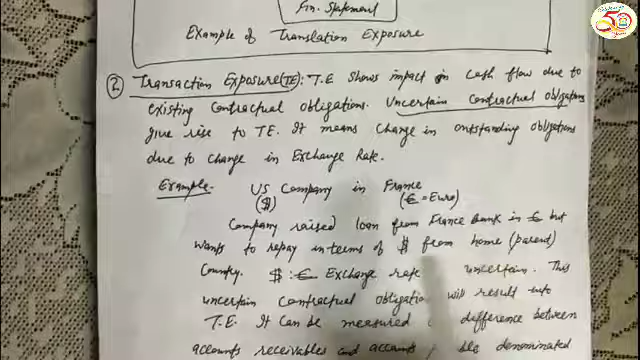 Fin. Statement
Example of Translation Exposure
② Transaction Exposure (TE): T.E shows impact in Cash flow due to
existing Contractual obligations. Uncertain Contractual obligations
give rise to TE. It means Change in outstanding obligations
due to Change in Exchange Rate.
Example. US Company in France
($) (€ = Euro)
Company raised loan from France Bank in € but
wants to repay in terms of $ from home (parent)
Country. $ : € Exchange rate uncertain. This
uncertain Contractual obligation will result into
T.E. It can be measured difference between
accounts receivables and accounts denominated
50